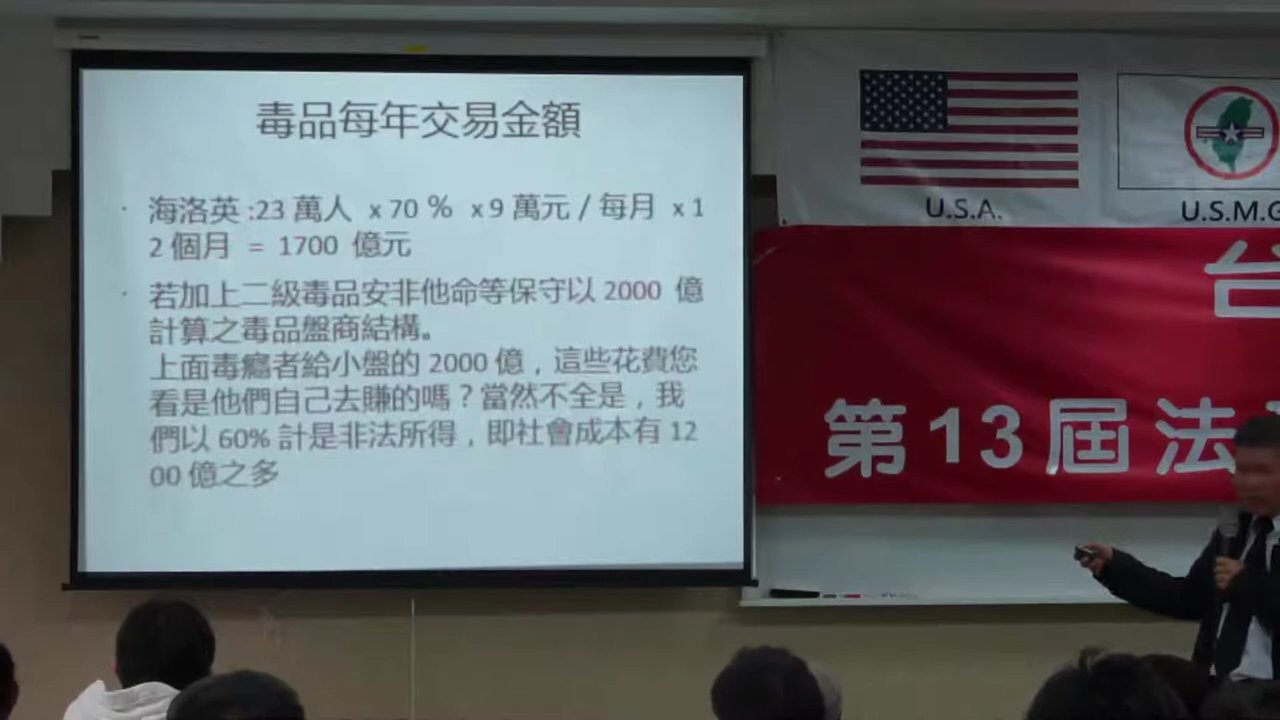 毒品每年交易金額
· 海洛英:23 萬人 x 70 % x 9 萬元 / 每月 x 1
2 個月 = 1700 億元
· 若加上二級毒品安非他命等保守以 2000 億
計算之毒品盤商結構。
上面毒癮者給小盤的 2000 億，這些花費您
看是他們自己去賺的嗎？當然不全是，我
們以 60% 計是非法所得，即社會成本有 12
00 億之多
U.S.A.
U.S.M.G
台
第13屆法